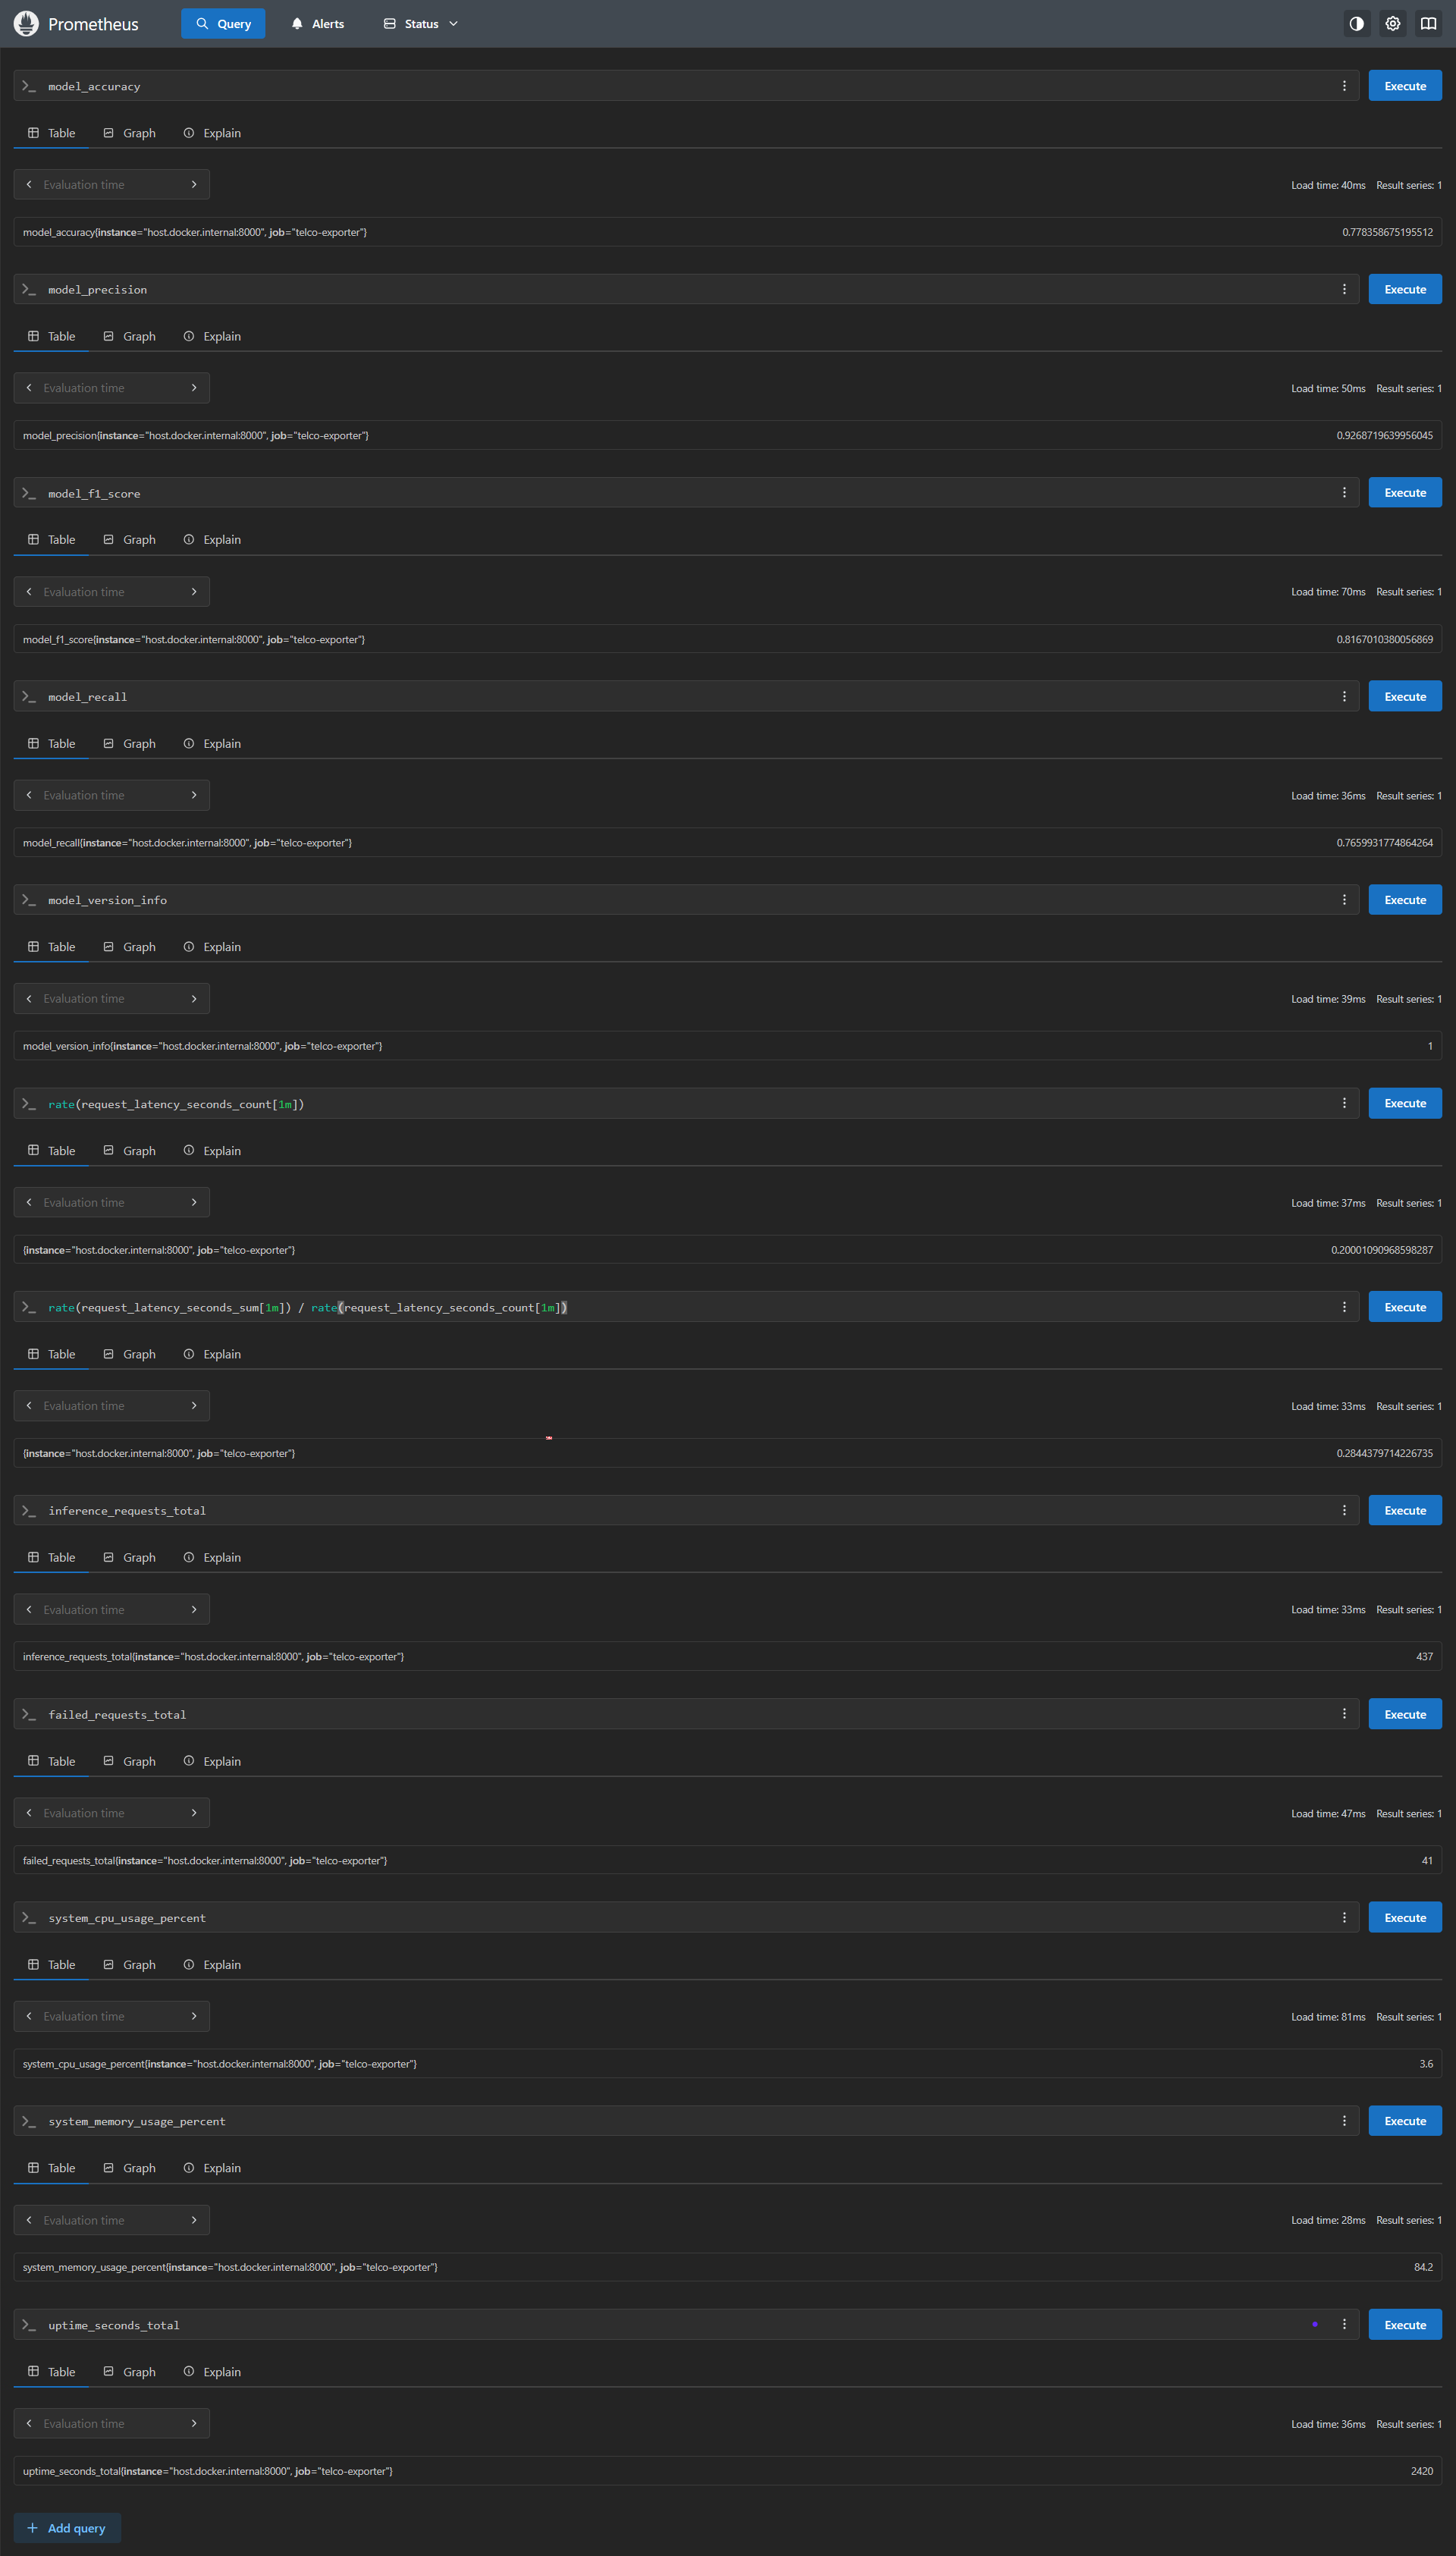 Prometheus Query Alerts Status
model_accuracy Execute
Table Graph Explain
Evaluation time Load time: 40ms Result series: 1
model_accuracy{instance="host.docker.internal:8000", job="telco-exporter"} 0.778358675195512
model_precision Execute
Table Graph Explain
Evaluation time Load time: 50ms Result series: 1
model_precision{instance="host.docker.internal:8000", job="telco-exporter"} 0.9268719639956045
model_f1_score Execute
Table Graph Explain
Evaluation time Load time: 70ms Result series: 1
model_f1_score{instance="host.docker.internal:8000", job="telco-exporter"} 0.8167010380056869
model_recall Execute
Table Graph Explain
Evaluation time Load time: 36ms Result series: 1
model_recall{instance="host.docker.internal:8000", job="telco-exporter"} 0.7659931774864264
model_version_info Execute
Table Graph Explain
Evaluation time Load time: 39ms Result series: 1
model_version_info{instance="host.docker.internal:8000", job="telco-exporter"} 1
rate(request_latency_seconds_count[1m]) Execute
Table Graph Explain
Evaluation time Load time: 37ms Result series: 1
{instance="host.docker.internal:8000", job="telco-exporter"} 0.20001090968598287
rate(request_latency_seconds_sum[1m]) / rate(request_latency_seconds_count[1m]) Execute
Table Graph Explain
Evaluation time Load time: 33ms Result series: 1
{instance="host.docker.internal:8000", job="telco-exporter"} 0.2844379714226735
inference_requests_total Execute
Table Graph Explain
Evaluation time Load time: 33ms Result series: 1
inference_requests_total{instance="host.docker.internal:8000", job="telco-exporter"} 437
failed_requests_total Execute
Table Graph Explain
Evaluation time Load time: 47ms Result series: 1
failed_requests_total{instance="host.docker.internal:8000", job="telco-exporter"} 41
system_cpu_usage_percent Execute
Table Graph Explain
Evaluation time Load time: 81ms Result series: 1
system_cpu_usage_percent{instance="host.docker.internal:8000", job="telco-exporter"} 3.6
system_memory_usage_percent Execute
Table Graph Explain
Evaluation time Load time: 28ms Result series: 1
system_memory_usage_percent{instance="host.docker.internal:8000", job="telco-exporter"} 84.2
uptime_seconds_total Execute
Table Graph Explain
Evaluation time Load time: 36ms Result series: 1
uptime_seconds_total{instance="host.docker.internal:8000", job="telco-exporter"} 2420
Add query